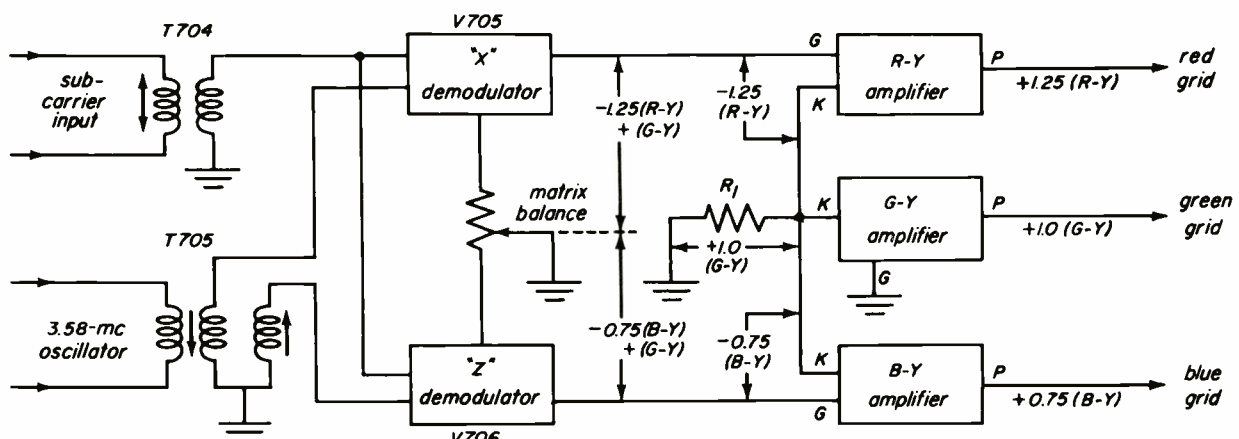 T704
sub-
carrier
input
T705
3.58-mc
oscillator
V705
"X"
demodulator
matrix
balance
"Z"
demodulator
V706
-1.25(R-Y)
+ (G-Y)
-0.75(B-Y)
+ (G-Y)
-1.25
(R-Y)
R1
+1.0
(G-Y)
-0.75
(B-Y)
G
K
R-Y
amplifier
P
+1.25 (R-Y)
red
grid
K
G-Y
amplifier
G
P
+1.0 (G-Y)
green
grid
K
G
B-Y
amplifier
P
+0.75 (B-Y)
blue
grid